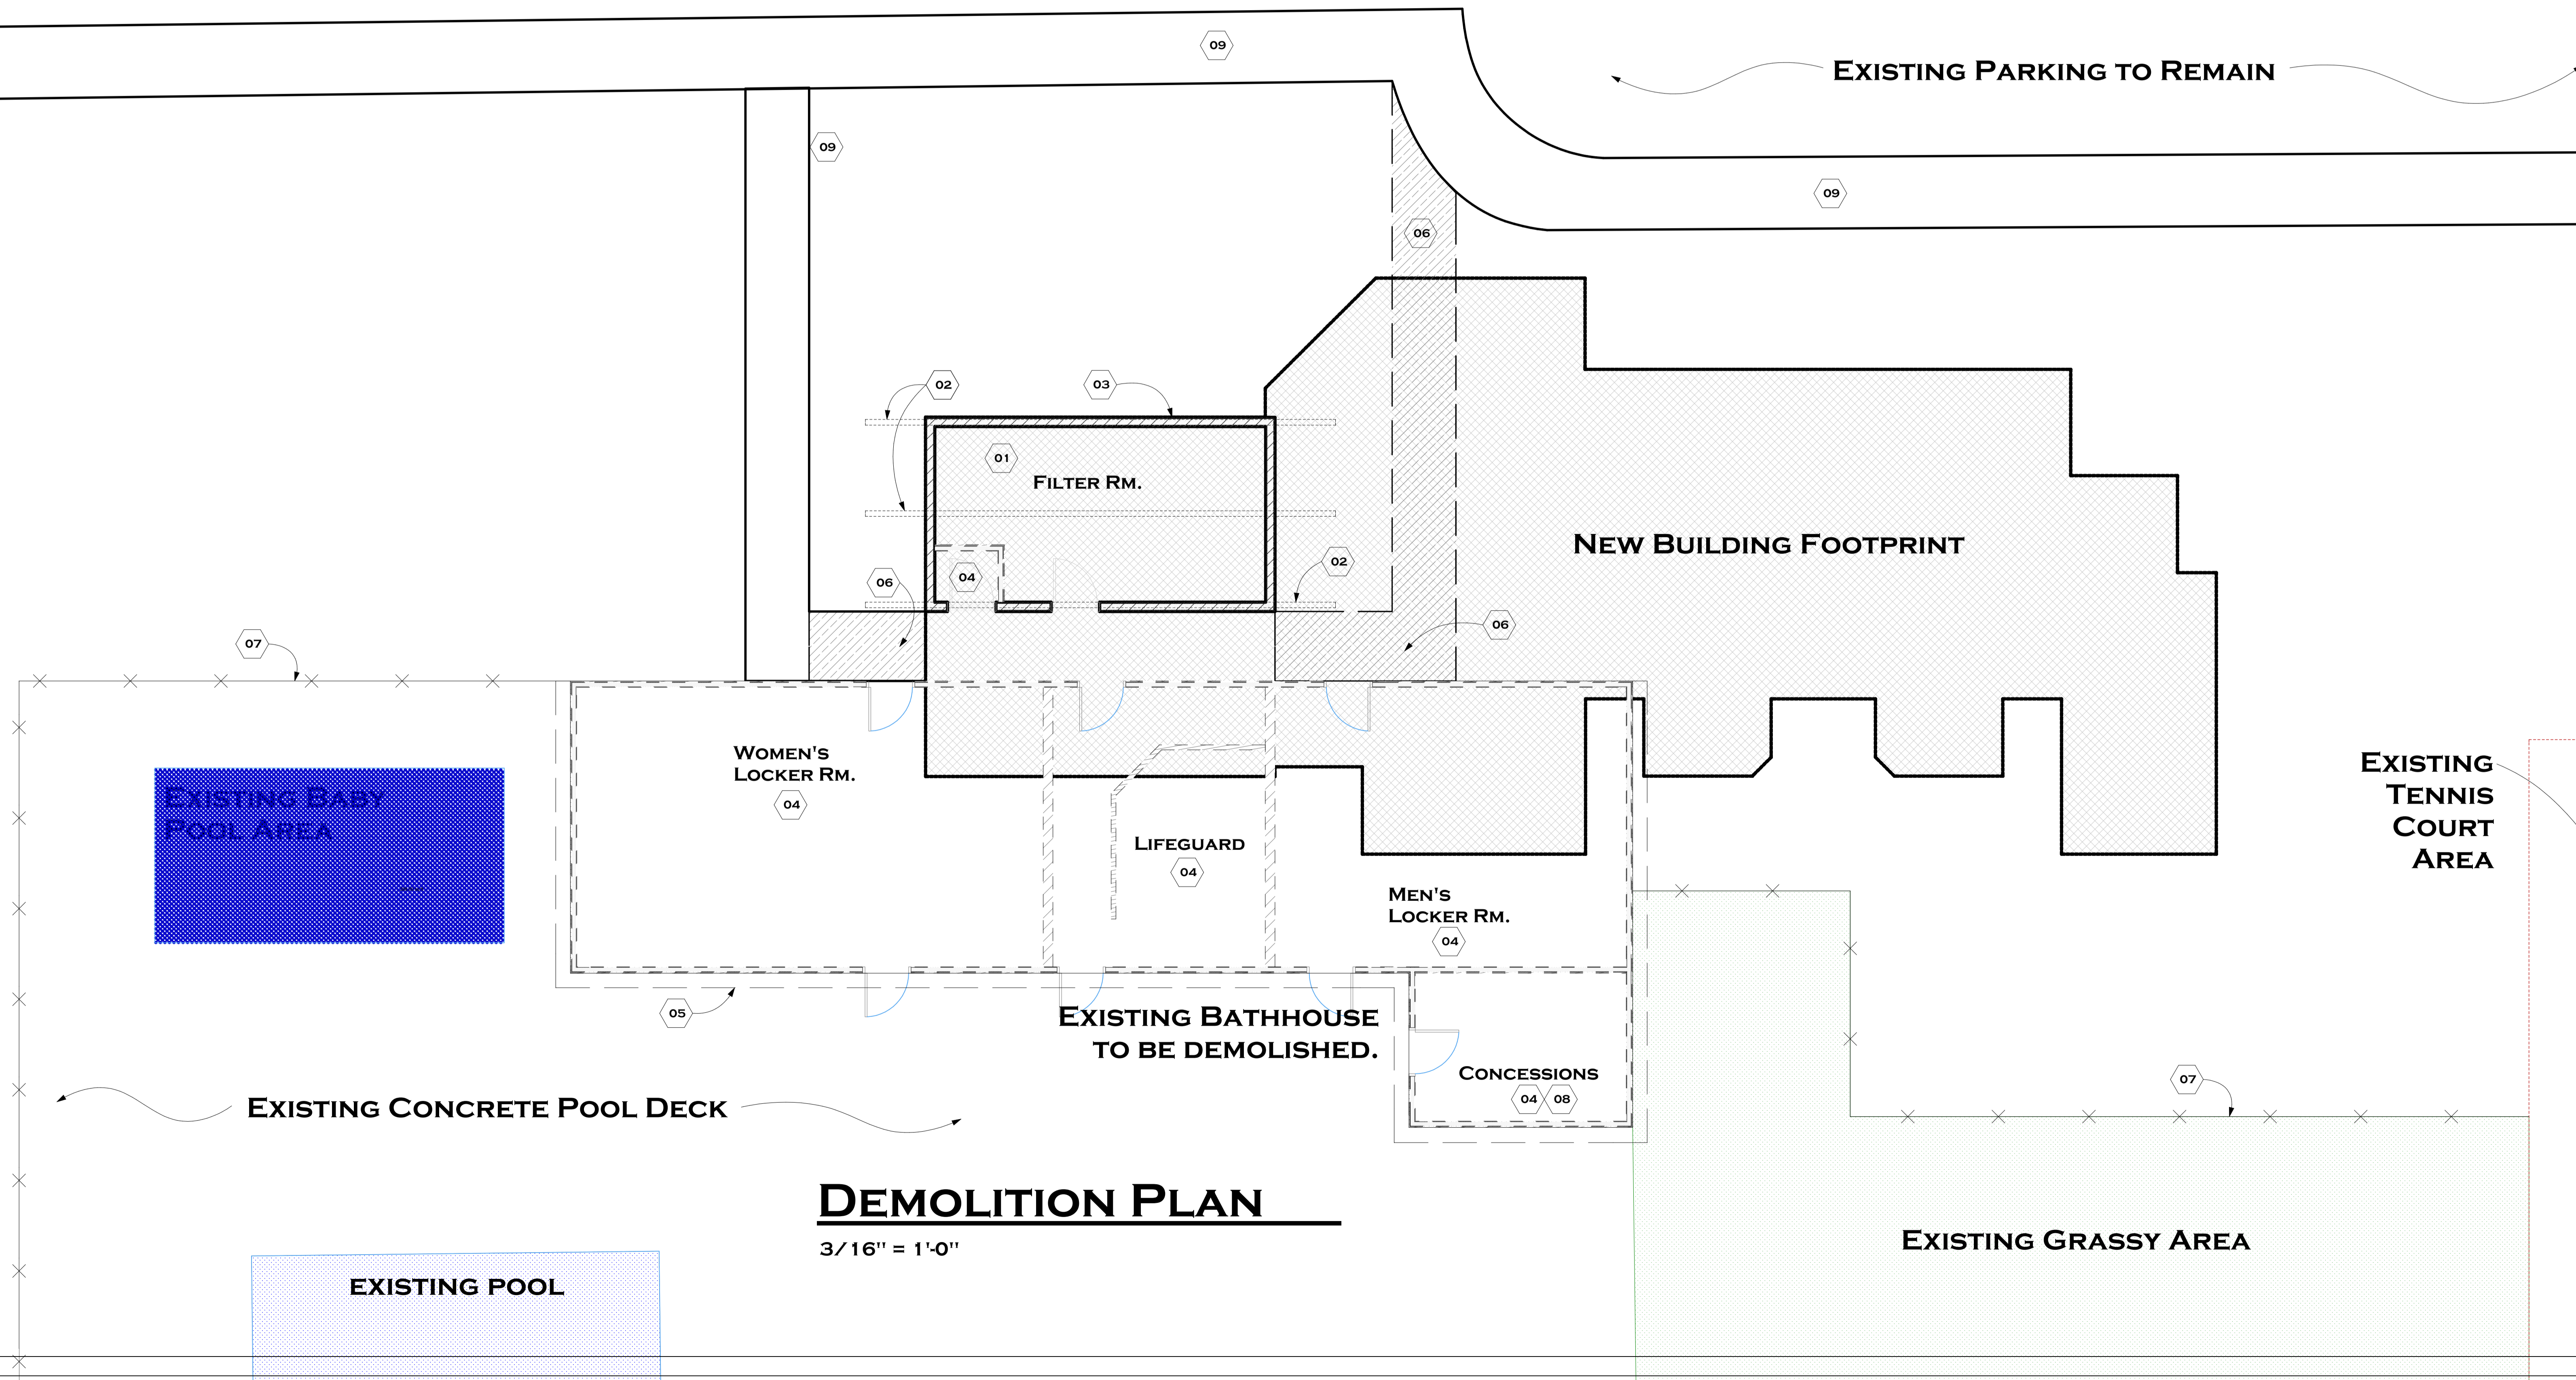 09
Existing Parking to Remain
09
09
06
02
03
01
Filter Rm.
New Building Footprint
02
04
06
06
07
Women's
Locker Rm.
04
Existing
Tennis
Court
Area
Existing Baby
Pool Area
Lifeguard
04
Men's
Locker Rm.
04
05
Existing Bathhouse
to be demolished.
Concessions
04 08
07
Existing Concrete Pool Deck
Demolition Plan
3/16" = 1'-0"
Existing Grassy Area
existing pool